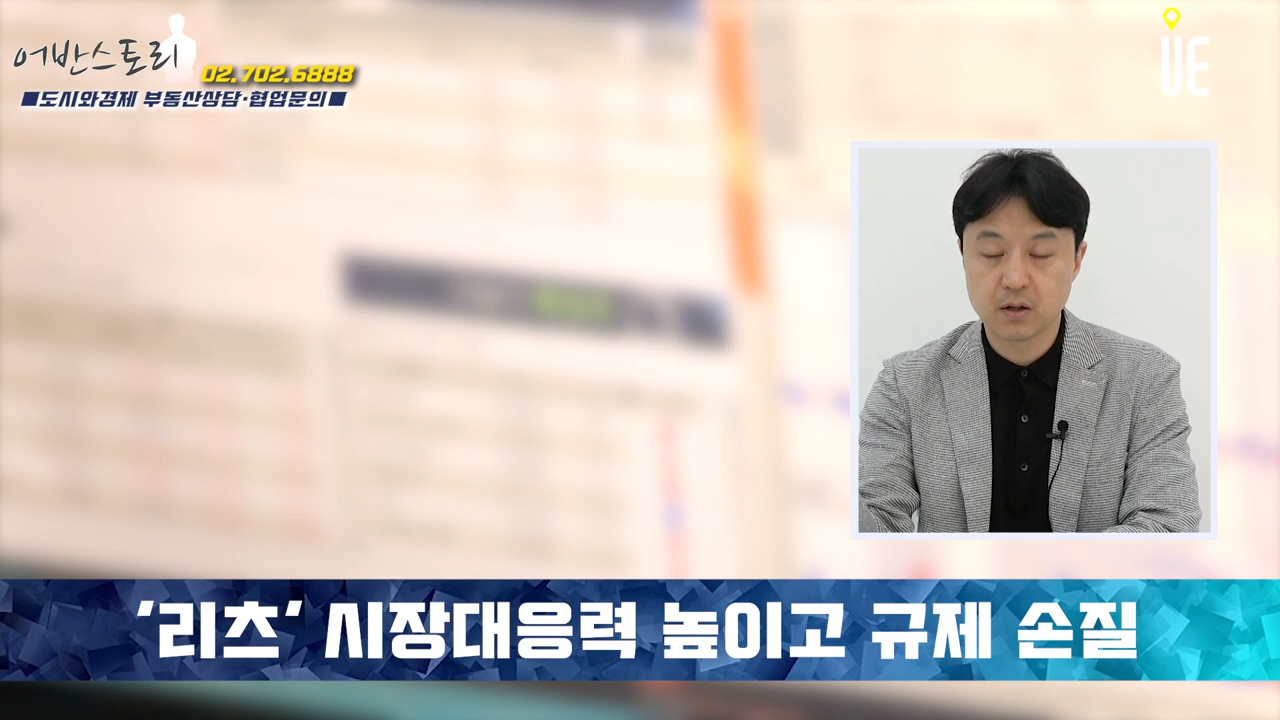 어반스토리
02.702.6888
■도시와경제 부동산상담·협업문의■
UE
'리츠' 시장대응력 높이고 규제 손질